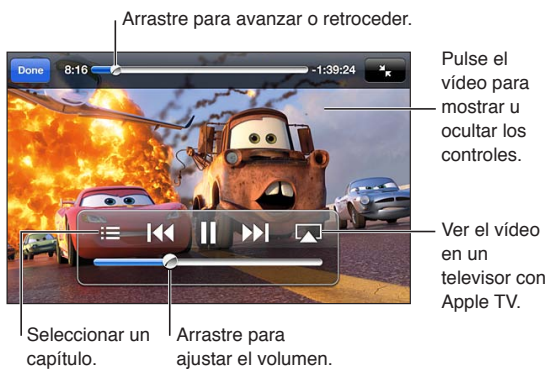 Arrastre para avanzar o retroceder.
Done 8:16 -1:39:24
Pulse el
vídeo para
mostrar u
ocultar los
controles.
Ver el vídeo
en un
televisor con
Apple TV.
Seleccionar un
capítulo.
Arrastre para
ajustar el volumen.